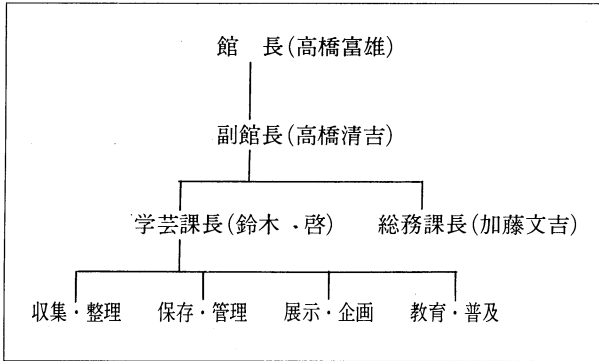 館　長(高橋富雄)
副館長(高橋清吉)
学芸課長(鈴木・啓)　総務課長(加藤文吉)
収集・整理　保存・管理　展示・企画　教育・普及